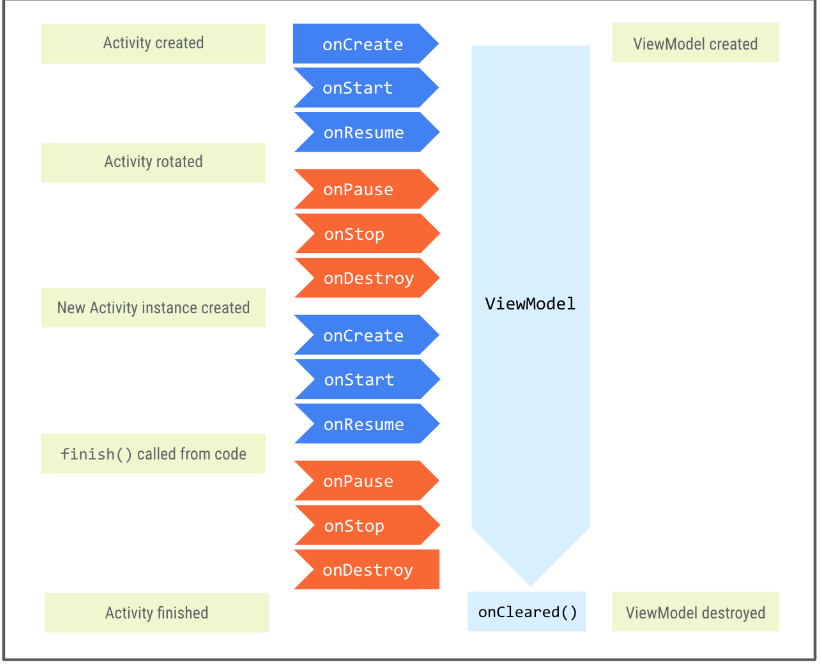 Activity created
onCreate
ViewModel created
onStart
onResume
Activity rotated
onPause
onStop
onDestroy
New Activity instance created
ViewModel
onCreate
onStart
onResume
finish() called from code
onPause
onStop
onDestroy
Activity finished
onCleared()
ViewModel destroyed